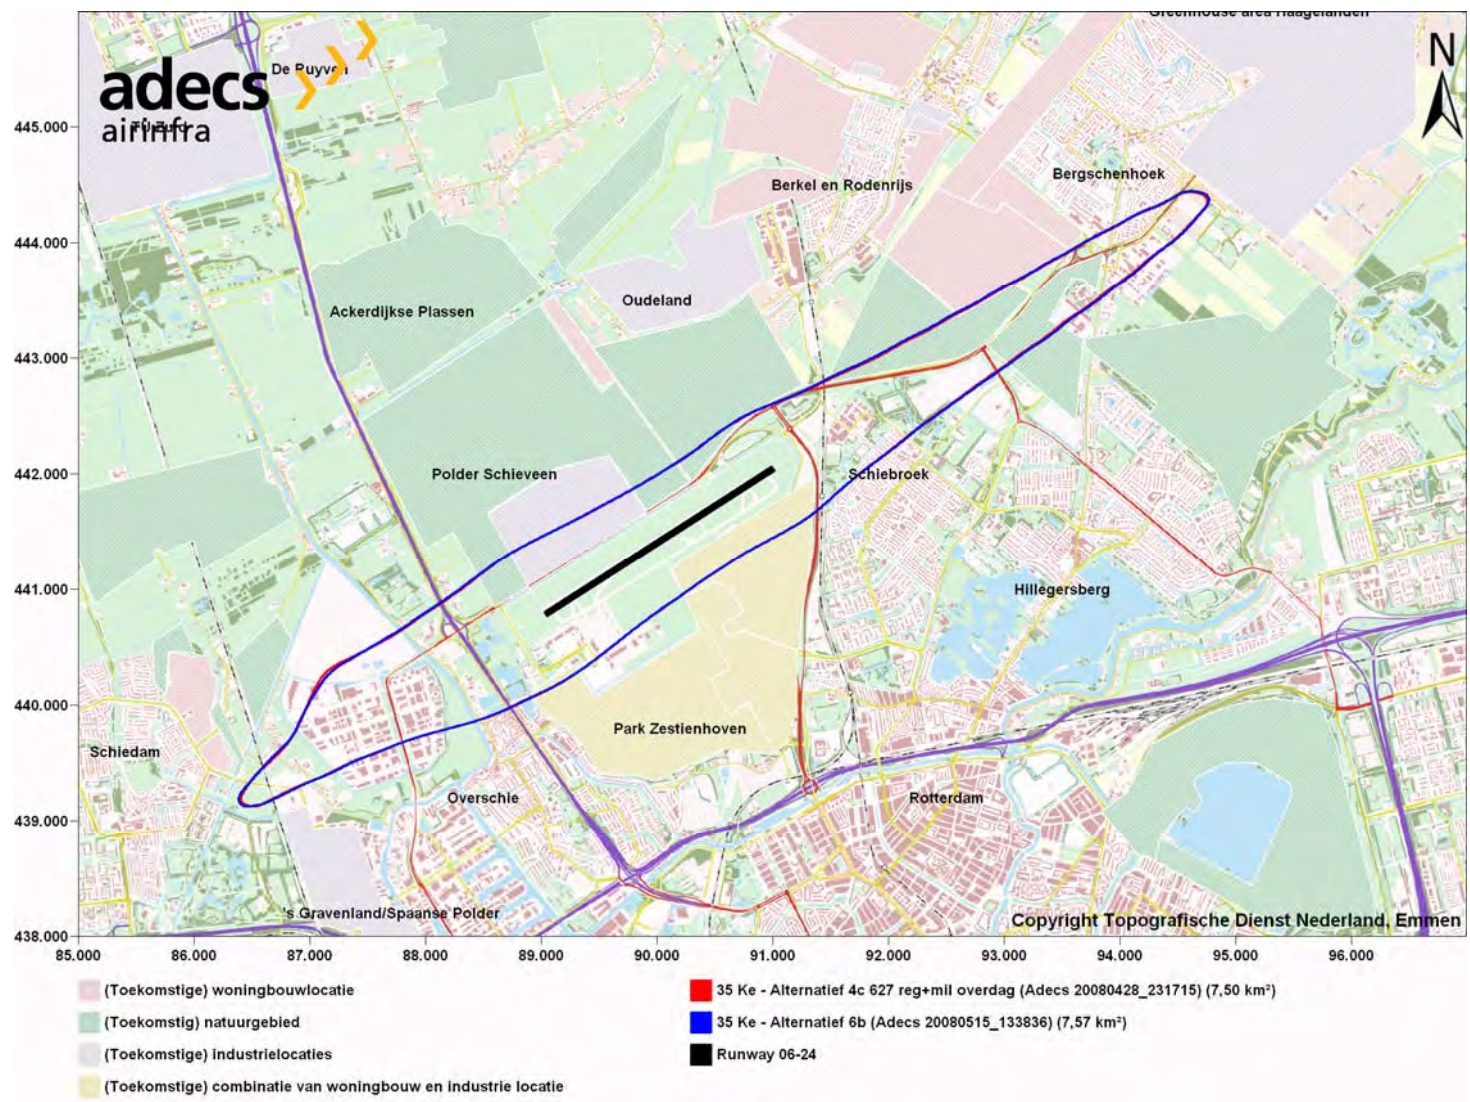 Greenhouse area Haagelanden
N
De Ruyven
adecs
airinfra
TU Zuid
445.000
Bergschenhoek
Berkel en Rodenrijs
444.000
Oudeland
Ackerdijkse Plassen
443.000
442.000
Polder Schieveen
Schiebroek
441.000
Hillegersberg
440.000
Park Zestienhoven
Schiedam
Overschie
Rotterdam
439.000
's Gravenland/Spaanse Polder
Copyright Topografische Dienst Nederland, Emmen
438.000
85.000 86.000 87.000 88.000 89.000 90.000 91.000 92.000 93.000 94.000 95.000 96.000
(Toekomstige) woningbouwlocatie
(Toekomstig) natuurgebied
(Toekomstige) industrielocaties
(Toekomstige) combinatie van woningbouw en industrie locatie
35 Ke - Alternatief 4c 627 reg+mil overdag (Adecs 20080428_231715) (7,50 km²)
35 Ke - Alternatief 6b (Adecs 20080515_133836) (7,57 km²)
Runway 06-24